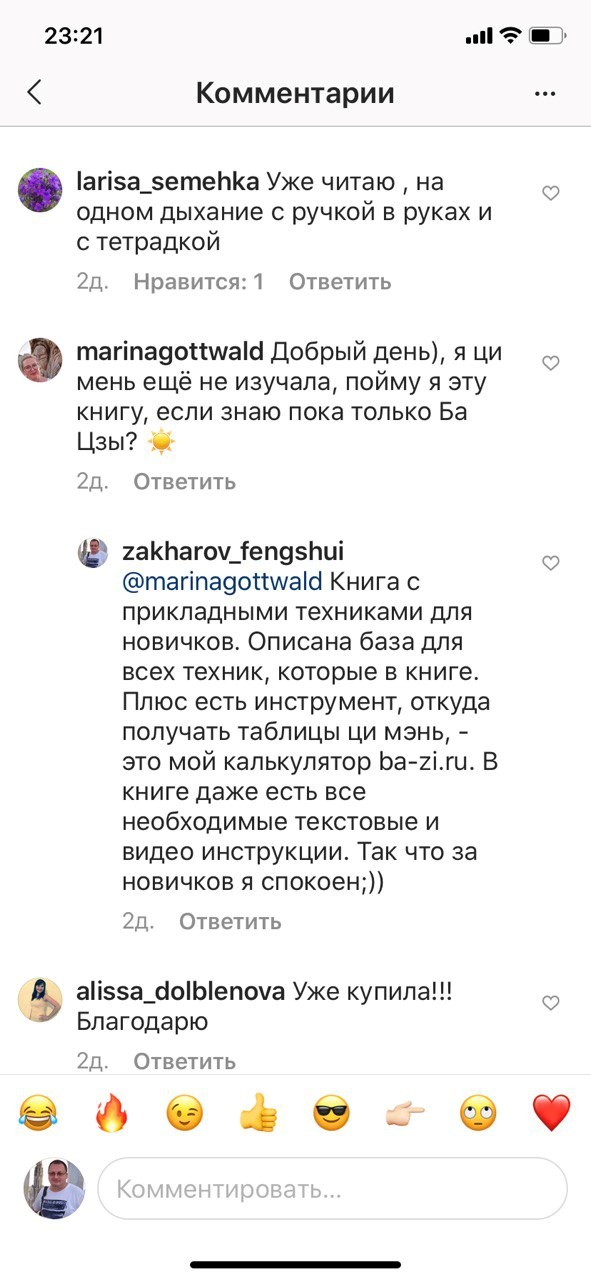 23:21
Комментарии
larisa_semehka Уже читаю , на
одном дыхание с ручкой в руках и
с тетрадкой
2д. Нравится: 1 Ответить
marinagottwald Добрый день), я ци
мень ещё не изучала, пойму я эту
книгу, если знаю пока только Ба
Цзы? ☀️
2д. Ответить
zakharov_fengshui
@marinagottwald Книга с
прикладными техниками для
новичков. Описана база для
всех техник, которые в книге.
Плюс есть инструмент, откуда
получать таблицы ци мэнь, -
это мой калькулятор ba-zi.ru. В
книге даже есть все
необходимые текстовые и
видео инструкции. Так что за
новичков я спокоен;))
2д. Ответить
alissa_dolblenova Уже купила!!!
Благодарю
2д. Ответить
Комментировать...